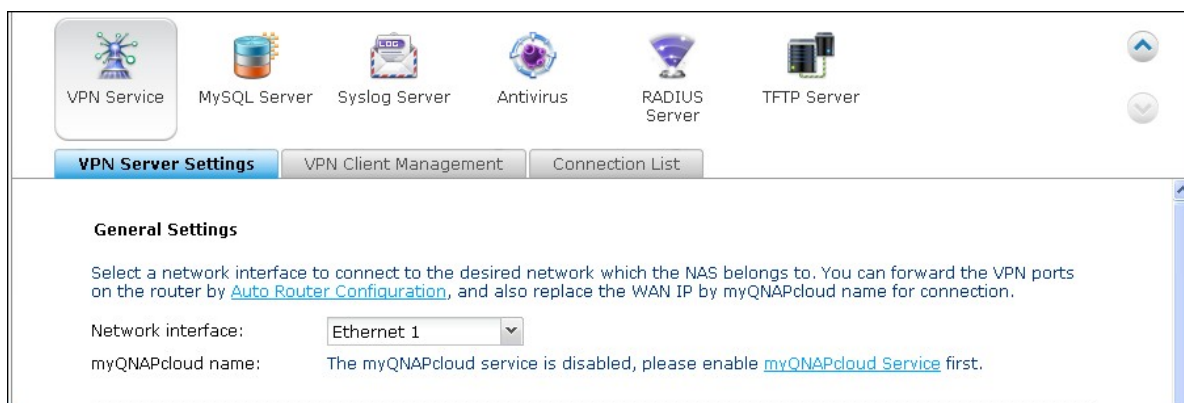 LOG
VPN Service
MySQL Server
Syslog Server
Antivirus
RADIUS
Server
TFTP Server
VPN Server Settings
VPN Client Management
Connection List
General Settings
Select a network interface to connect to the desired network which the NAS belongs to. You can forward the VPN ports
on the router by Auto Router Configuration, and also replace the WAN IP by myQNAPcloud name for connection.
Network interface: Ethernet 1
myQNAPcloud name: The myQNAPcloud service is disabled, please enable myQNAPcloud Service first.